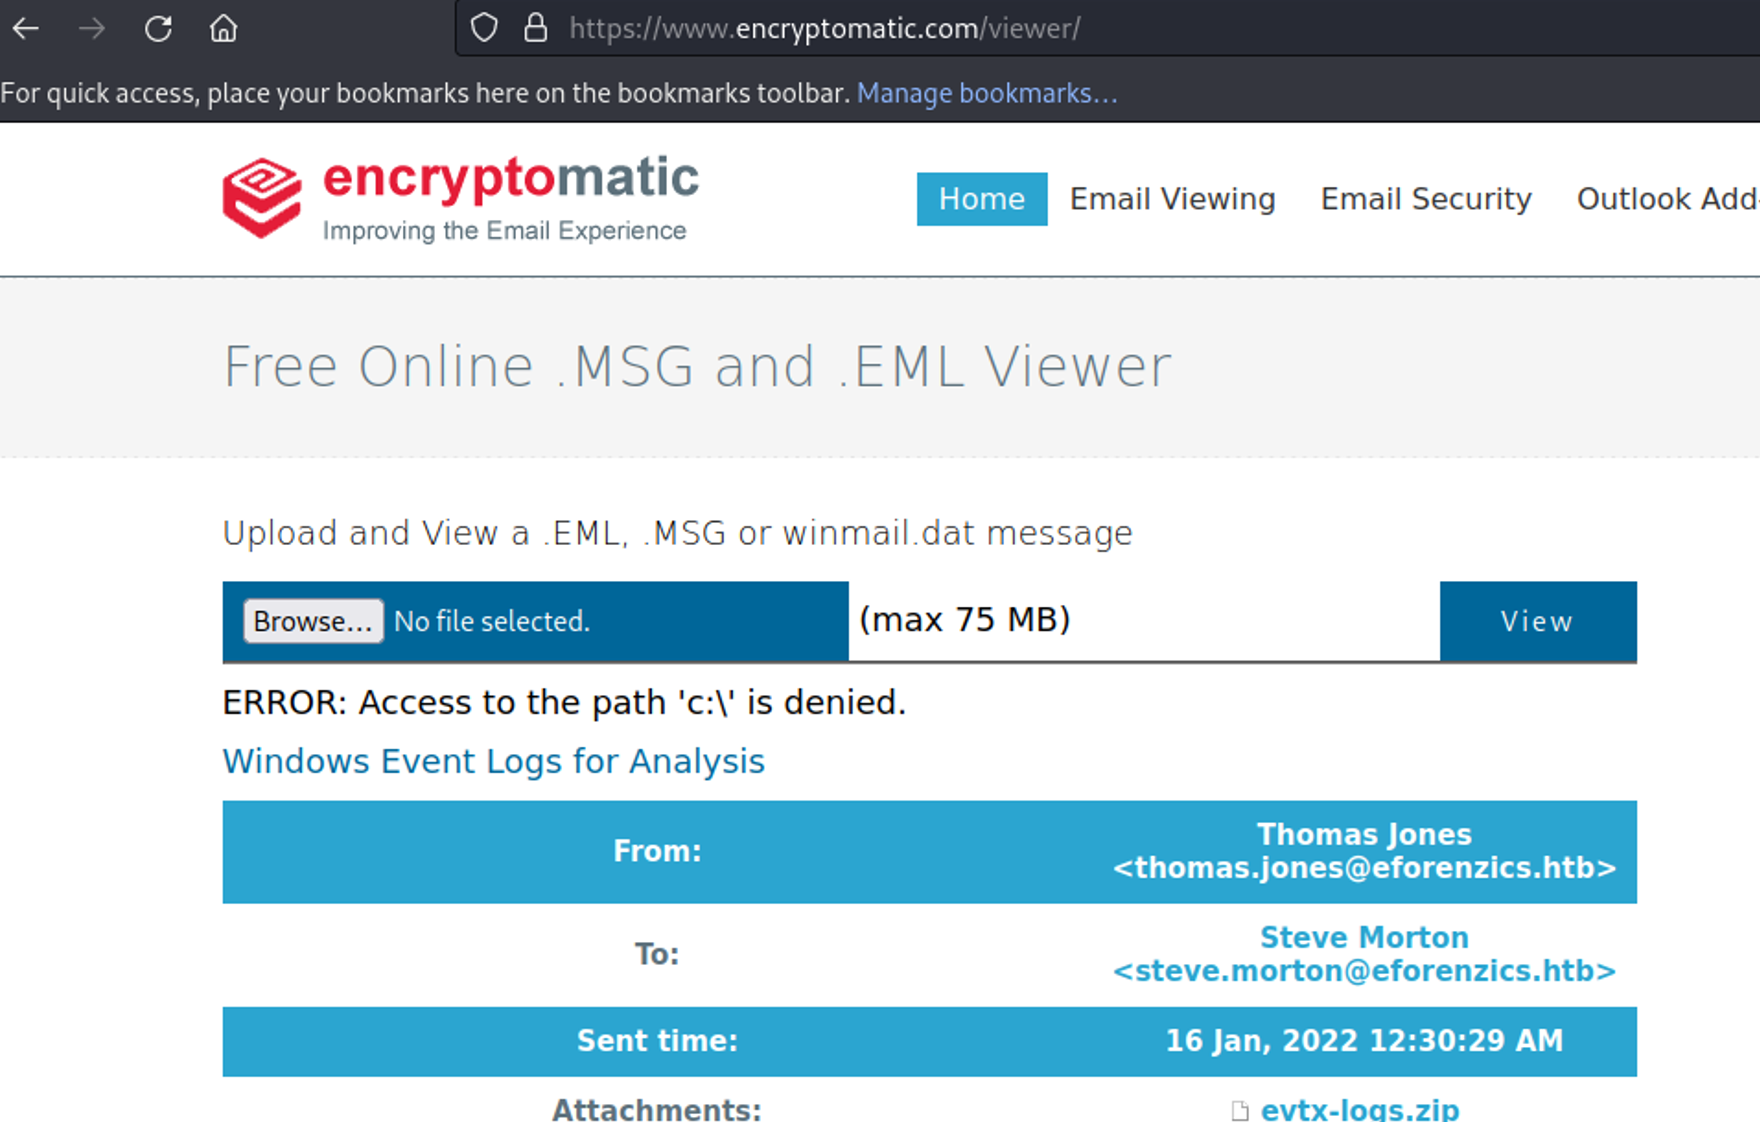 https://www.encryptomatic.com/viewer/
For quick access, place your bookmarks here on the bookmarks toolbar. Manage bookmarks...
encryptomatic
Improving the Email Experience
Home Email Viewing Email Security Outlook Add-
Free Online .MSG and .EML Viewer
Upload and View a .EML, .MSG or winmail.dat message
Browse... No file selected. (max 75 MB) View
ERROR: Access to the path 'c:\' is denied.
Windows Event Logs for Analysis
From: Thomas Jones
<thomas.jones@eforenzics.htb>
To: Steve Morton
<steve.morton@eforenzics.htb>
Sent time: 16 Jan, 2022 12:30:29 AM
Attachments: evtx-logs.zip